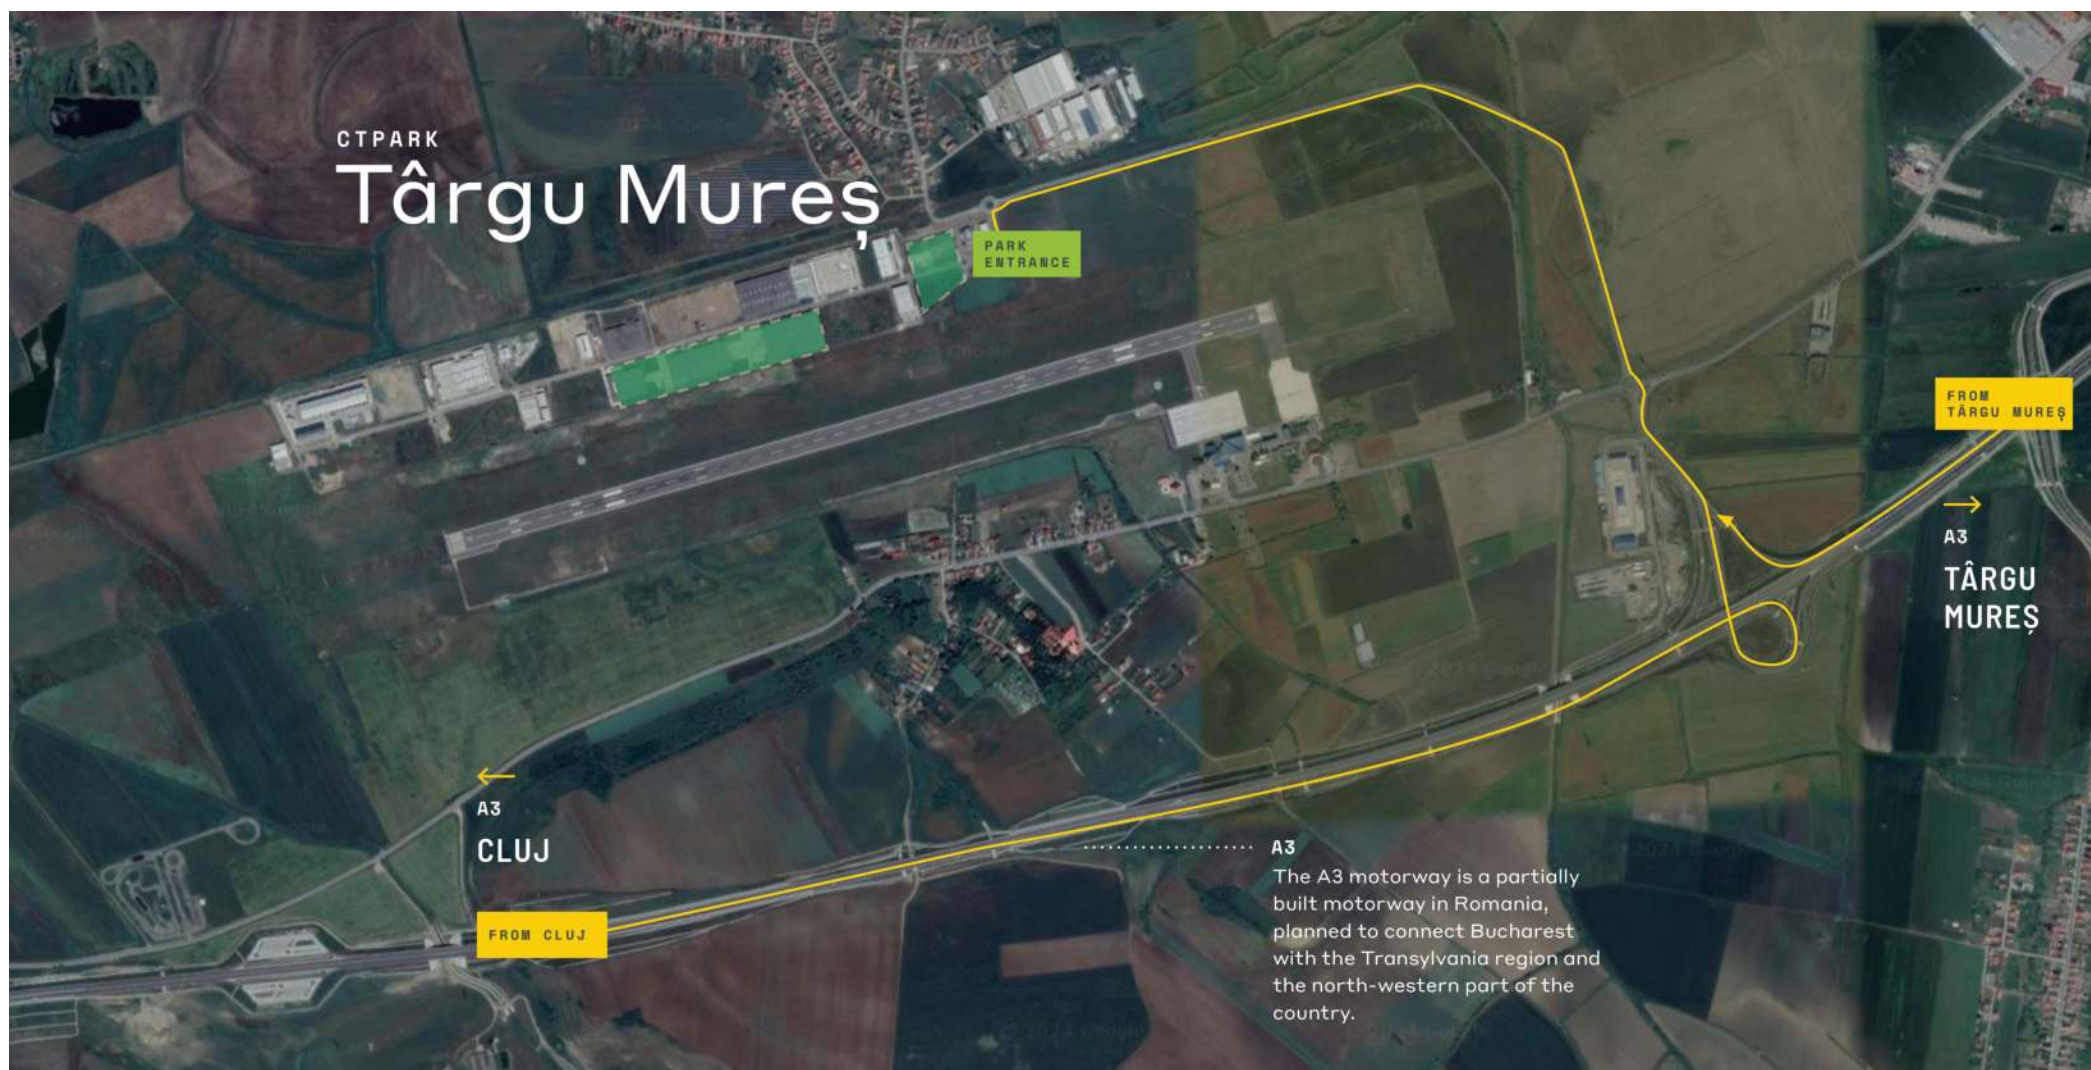 CTPARK
Târgu Mureș
PARK
ENTRANCE
FROM
TÂRGU MUREȘ
A3
TÂRGU
MUREȘ
A3
CLUJ
FROM CLUJ
A3
The A3 motorway is a partially
built motorway in Romania,
planned to connect Bucharest
with the Transylvania region and
the north-western part of the
country.